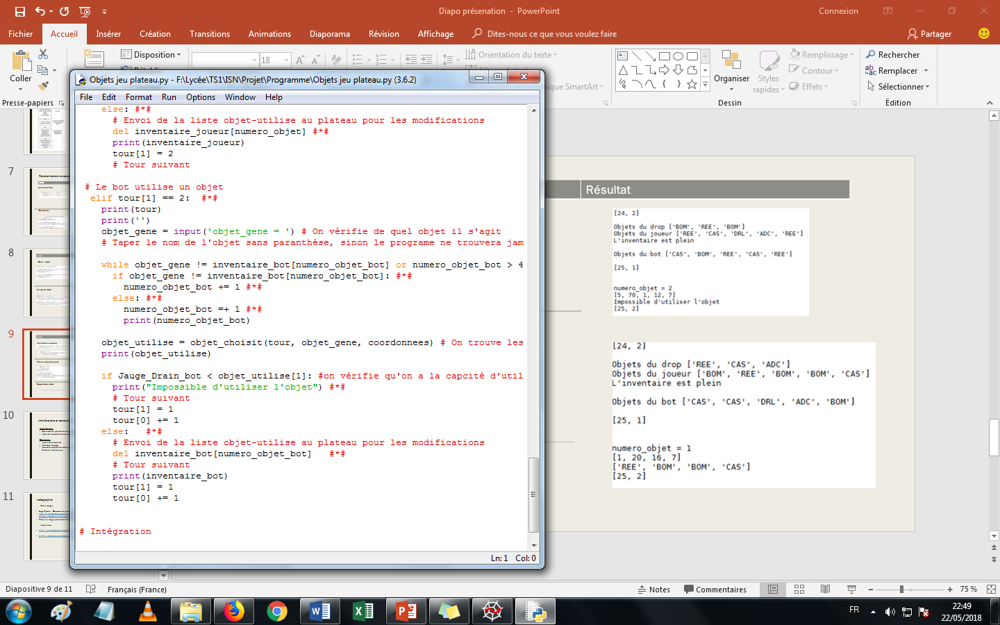 Diapo présenation - PowerPoint
Connexion
Fichier
Accueil
Insérer
Création
Transitions
Animations
Diaporama
Révision
Affichage
Dites-nous ce que vous voulez faire
Partager
Coller
Disposition
18
Orientation du texte
SmartArt
Organiser
Styles
rapides
Remplissage
Contour
Effets
Rechercher
Remplacer
Sélectionner
Presse-papiers
Dessin
Édition
Objets jeu plateau.py - F:\Lycée\TS1\ISN\Projet\Programme\Objets jeu plateau.py (3.6.2)
File Edit Format Run Options Window Help
else: #*#
# Envoi de la liste objet-utilise au plateau pour les modifications
del inventaire_joueur[numero_objet] #*#
print(inventaire_joueur)
tour[1] = 2
# Tour suivant
# Le bot utilise un objet
elif tour[1] == 2:  #*#
print(tour)
print('')
objet_gene = input('objet_gene = ') # On vérifie de quel objet il s'agit
# Taper le nom de l'objet sans paranthèse, sinon le programe ne trouvera jam
while objet_gene != inventaire_bot[numero_objet_bot] or numero_objet_bot > 4
if objet_gene != inventaire_bot[numero_objet_bot]: #*#
numero_objet_bot += 1 #*#
else: #*#
numero_objet_bot =+ 1 #*#
print(numero_objet_bot)
objet_utilise = objet_choisit(tour, objet_gene, coordonnees) # On trouve les
print(objet_utilise)
if Jauge_Drain_bot < objet_utilise[1]: #on vérifie qu'on a la capcité d'util
print("Impossible d'utiliser l'objet") #*#
# Tour suivant
tour[1] = 1
tour[0] += 1
else:   #*#
# Envoi de la liste objet-utilise au plateau pour les modifications
del inventaire_bot[numero_objet_bot]   #*#
# Tour suivant
print(inventaire_bot)
tour[1] = 1
tour[0] += 1
# Intégration
Ln: 1 Col: 0
7
8
9
10
11
Résultat
[24, 2]
Objets du drop ['BOM', 'REE', 'BOM']
Objets du joueur ['REE', 'CAS', 'DRL', 'ADC', 'REE']
L'inventaire est plein
Objets du bot ['CAS', 'BOM', 'REE', 'CAS', 'REE']
[25, 1]
numero_objet = 2
[5, 70, 1, 12, 7]
Impossible d'utiliser l'objet
[25, 2]
[24, 2]
Objets du drop ['REE', 'CAS', 'ADC']
Objets du joueur ['BOM', 'REE', 'BOM', 'BOM', 'CAS']
L'inventaire est plein
Objets du bot ['CAS', 'CAS', 'DRL', 'ADC', 'BOM']
[25, 1]
numero_objet = 1
[1, 20, 16, 7]
['REE', 'BOM', 'BOM', 'CAS']
[25, 2]
Diapositive 9 de 11
Français (France)
Notes
Commentaires
75 %
FR
22:49
22/05/2018